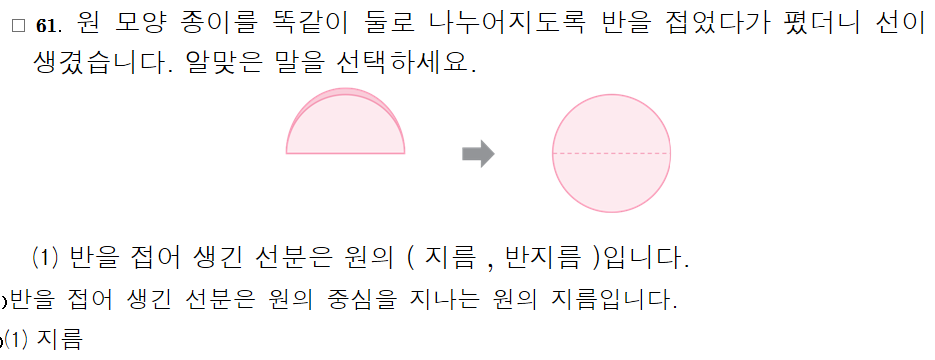 □ 61. 원 모양 종이를 똑같이 둘로 나누어지도록 반을 접었다가 폈더니 선이
생겼습니다. 알맞은 말을 선택하세요.
(1) 반을 접어 생긴 선분은 원의 ( 지름 , 반지름 )입니다.
)반을 접어 생긴 선분은 원의 중심을 지나는 원의 지름입니다.
(1) 지름